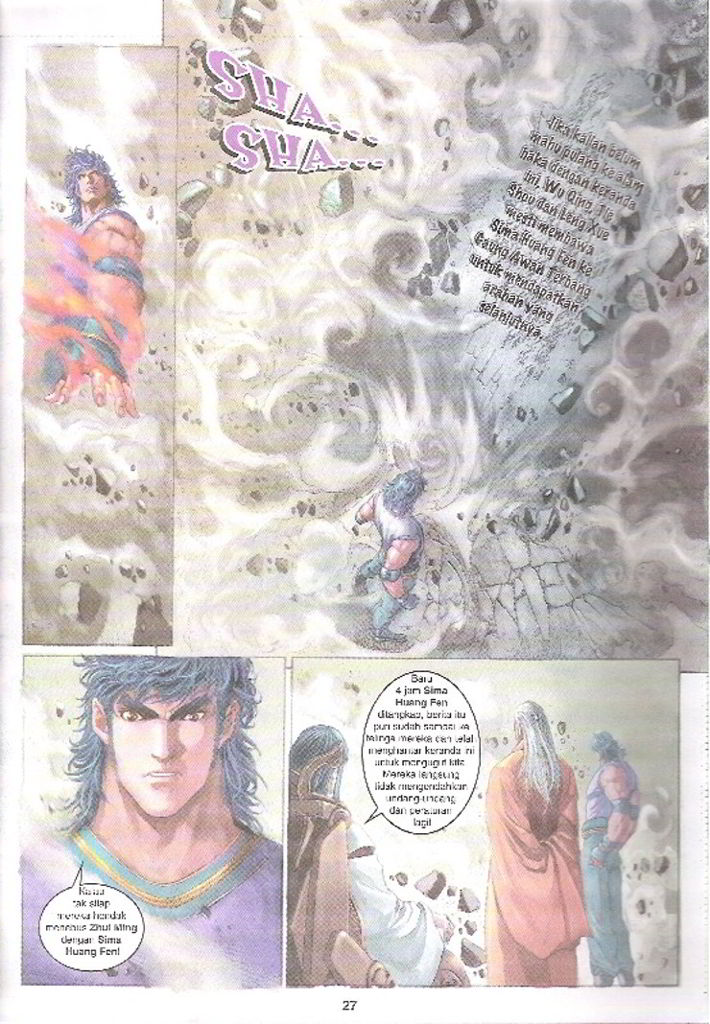 SHA...
SHA...
Jika kalian belum
mahu pulang ke alam
baka dengan keranda
ini, Wu Qing, Tie
Shou dan Leng Xue
mesti membawa
Sima Huang Fen ke
Gaung Awan Terbang
untuk mendapatkan
arahan yang
selanjutnya.
Kalau
tak silap
mereka hendak
menebus Zhui Ming
dengan Sima
Huang Fen!
Baru
4 jam Sima
Huang Fen
ditangkap, berita itu
pun sudah sampai ke
telinga mereka dan telah
menghantar keranda ini
untuk mengugut kita.
Mereka langsung
tidak mengendahkan
undang-undang
dan peraturan
lagi!
27